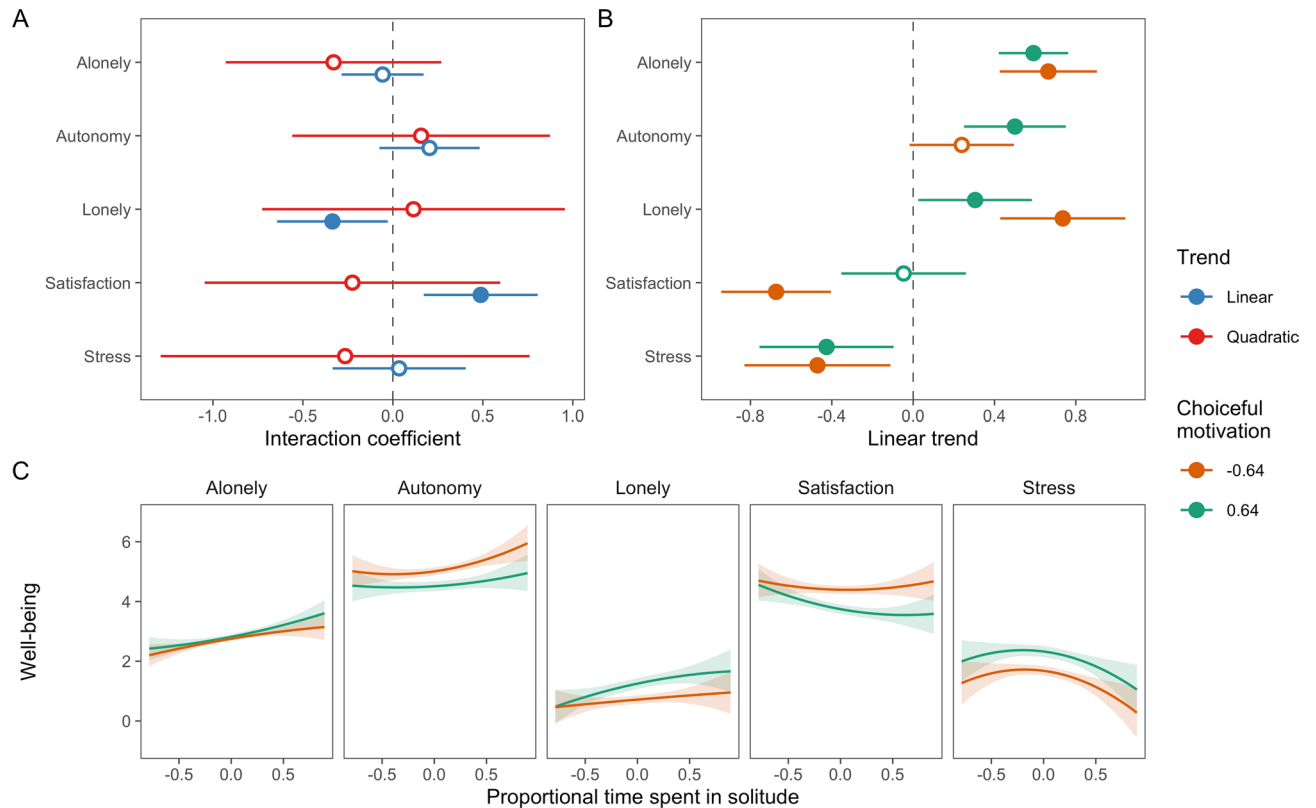 A
Alonely
Autonomy
Lonely
Satisfaction
Stress
-1.0
-0.5
0.0
0.5
1.0
Interaction coefficient
B
Alonely
Autonomy
Lonely
Satisfaction
Stress
-0.8
-0.4
0.0
0.4
0.8
Linear trend
Trend
Linear
Quadratic
Choiceful
motivation
-0.64
0.64
C
Alonely
Autonomy
Lonely
Satisfaction
Stress
Well-being
6
4
2
0
-0.5
0.0
0.5
-0.5
0.0
0.5
-0.5
0.0
0.5
-0.5
0.0
0.5
-0.5
0.0
0.5
Proportional time spent in solitude